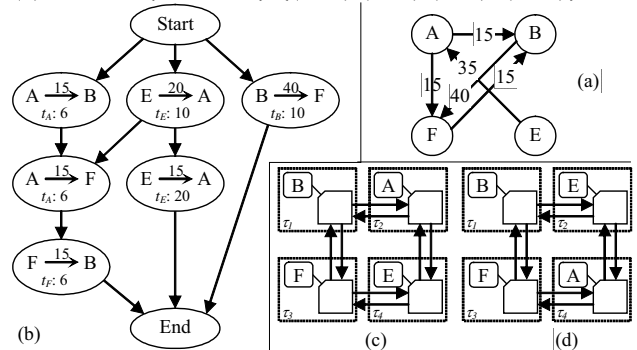 Start
A 15 B
t_A: 6
E 20 A
t_E: 10
B 40 F
t_B: 10
A 15 F
t_A: 6
E 15 A
t_E: 20
F 15 B
t_F: 6
End
(b)
A 15 B
35
15 40 15
F E
(a)
B A
τ1 τ2
F E
τ3 τ4
(c)
B E
τ1 τ2
F A
τ3 τ4
(d)